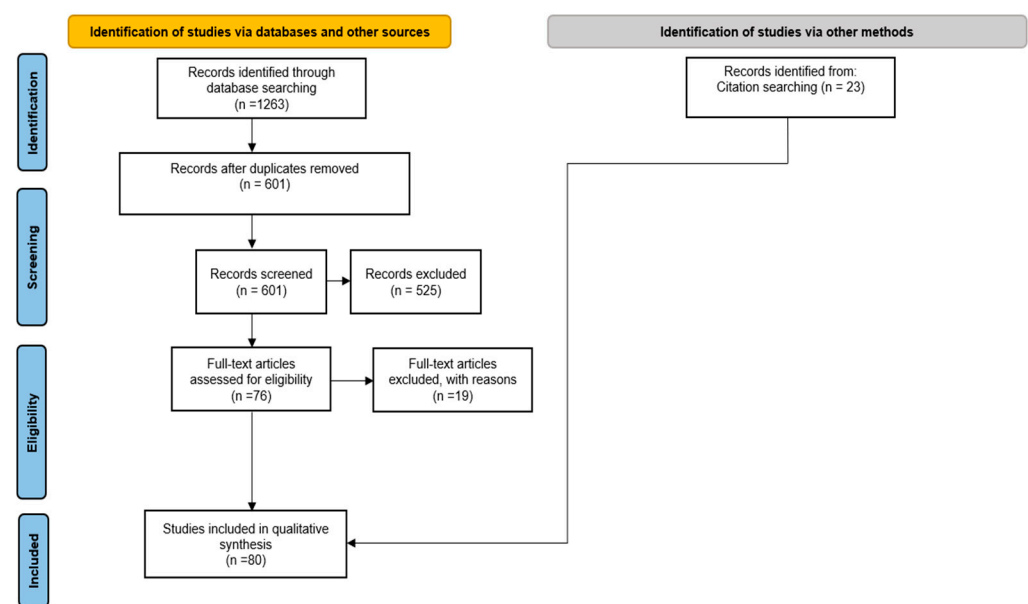 Identification of studies via databases and other sources
Identification of studies via other methods
Identification
Records identified through
database searching
(n =1263)
Records identified from:
Citation searching (n = 23)
Records after duplicates removed
(n = 601)
Screening
Records screened
(n = 601)
Records excluded
(n = 525)
Eligibility
Full-text articles
assessed for eligibility
(n =76)
Full-text articles
excluded, with reasons
(n =19)
Included
Studies included in qualitative
synthesis
(n =80)